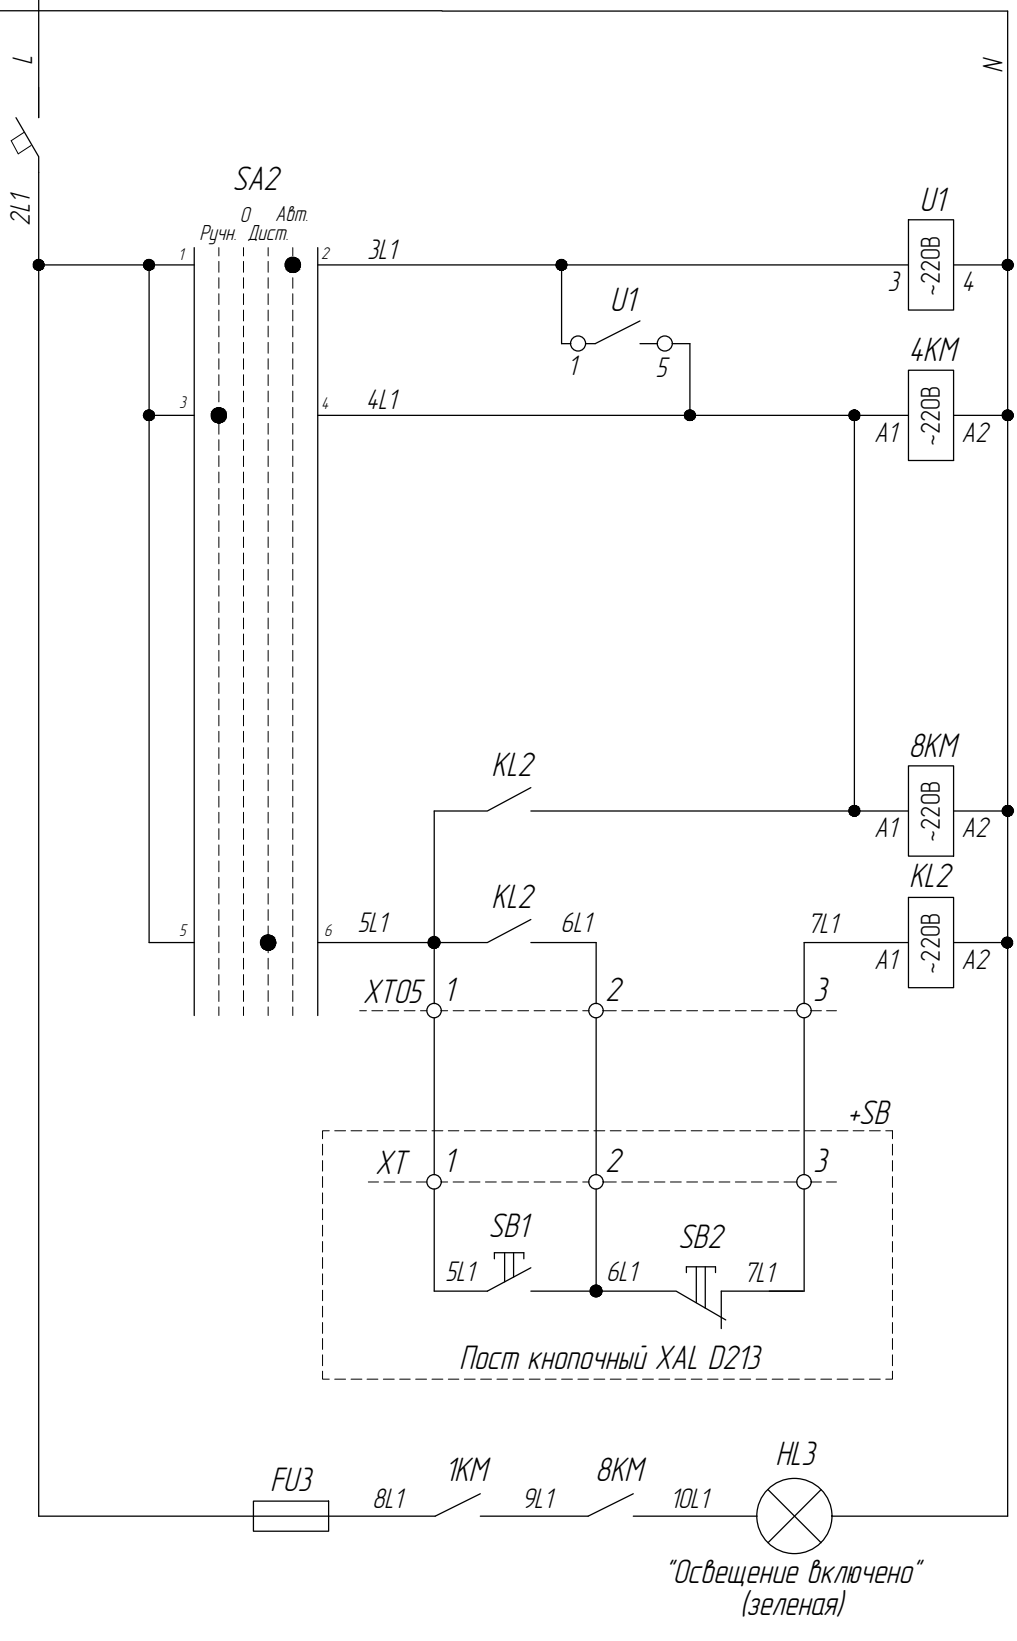 L
N
2L1
SA2
0 Авт.
Ручн. Дист.
1
2
3L1
U1
3
~220В
4
U1
1
5
4KM
3
4
4L1
A1
~220В
A2
KL2
8KM
A1
~220В
A2
KL2
KL2
5
6
5L1
6L1
7L1
A1
~220В
A2
XT05
1
2
3
+SB
XT
1
2
3
SB1
SB2
5L1
6L1
7L1
Пост кнопочный XAL D213
FU3
8L1
1KM
9L1
8KM
10L1
HL3
"Освещение включено"
(зеленая)